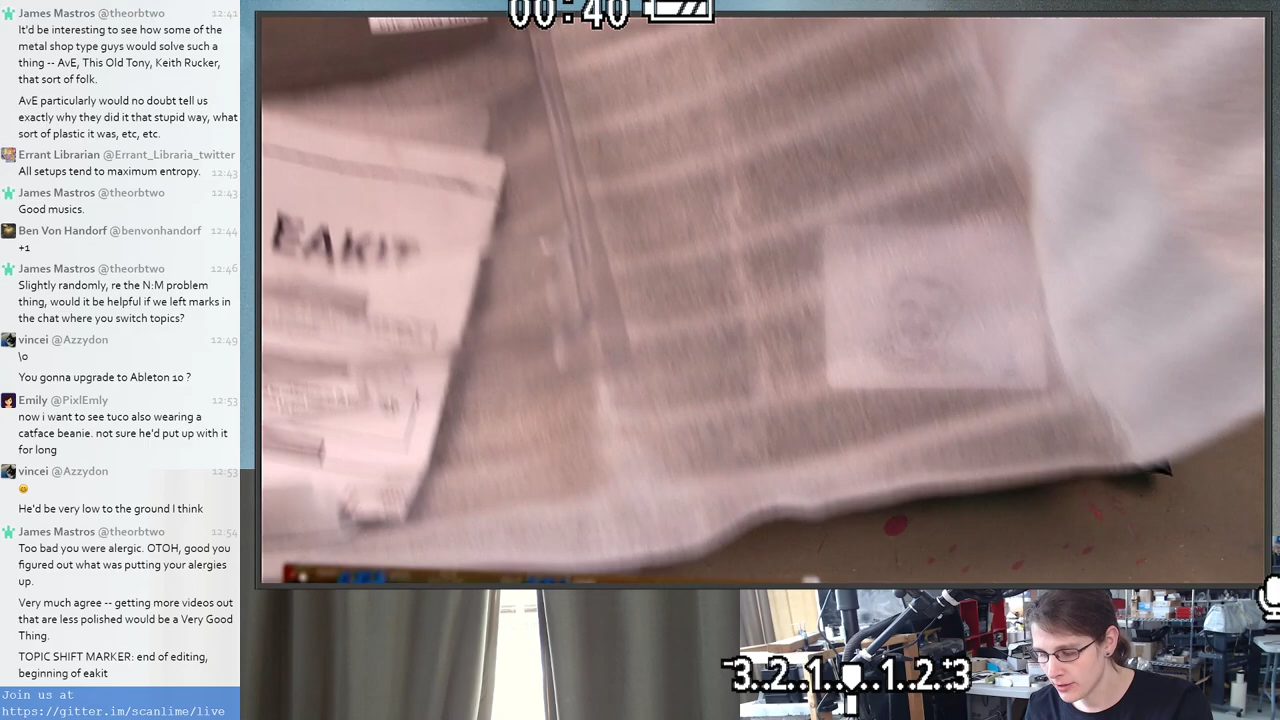 James Mastros @theorbtwo 12:41
It'd be interesting to see how some of the
metal shop type guys would solve such a
thing -- AvE, This Old Tony, Keith Rucker,
that sort of folk.
AvE particularly would no doubt tell us
exactly why they did it that stupid way, what
sort of plastic it was, etc, etc.
Errant Librarian @Errant_Libraria_twitter
All setups tend to maximum entropy. 12:43
James Mastros @theorbtwo 12:43
Good musics.
Ben Von Handorf @benvonhandorf 12:44
+1
James Mastros @theorbtwo 12:46
Slightly randomly, re the N:M problem
thing, would it be helpful if we left marks in
the chat where you switch topics?
vincei @Azzydon 12:49
\o
You gonna upgrade to Ableton 10 ?
Emily @PixlEmly 12:53
now i want to see tuco also wearing a
catface beanie. not sure he'd put up with it
for long
vincei @Azzydon 12:53
He'd be very low to the ground I think
James Mastros @theorbtwo 12:54
Too bad you were alergic. OTOH, good you
figured out what was putting your alergies
up.
Very much agree -- getting more videos out
that are less polished would be a Very Good
Thing.
TOPIC SHIFT MARKER: end of editing,
beginning of eakit
Join us at
https://gitter.im/scanlime/live
00:40
EAKIT
-3..2..1.. ..1..2..+3